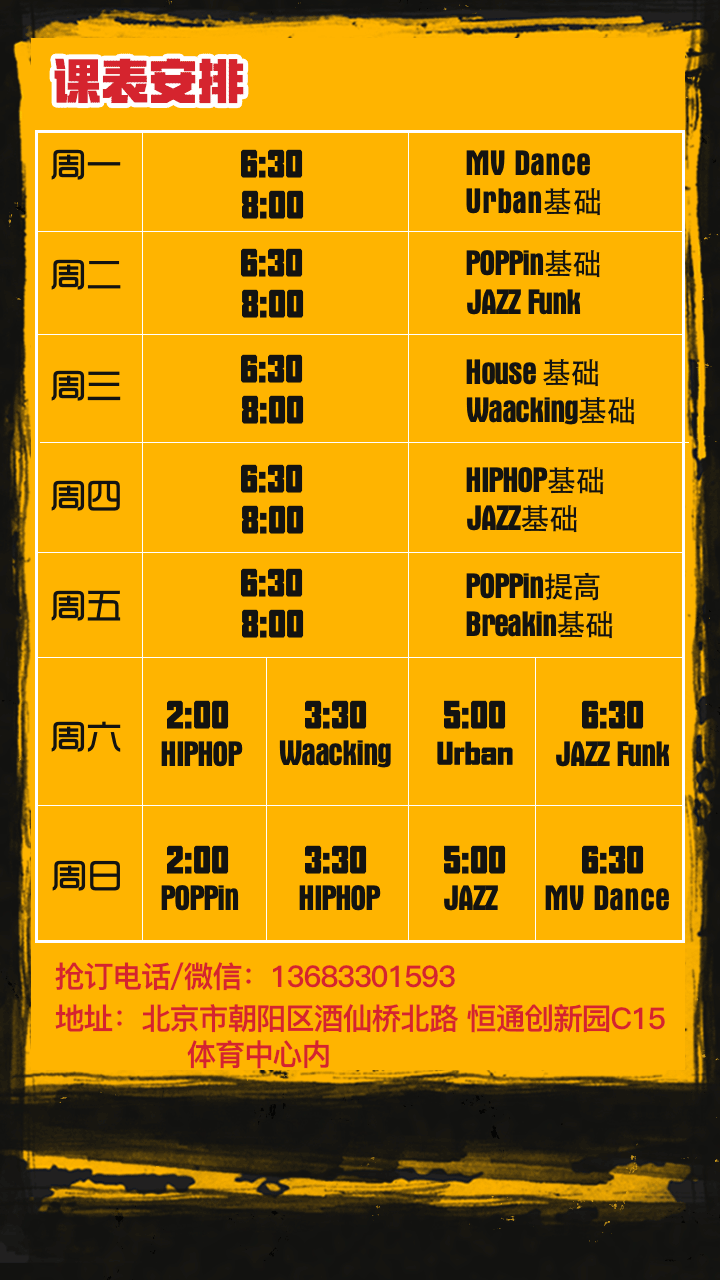 课表安排
周一
6:30
8:00
MV Dance
Urban基础
周二
6:30
8:00
POPPin基础
JAZZ Funk
周三
6:30
8:00
House 基础
Waacking基础
周四
6:30
8:00
HIPHOP基础
JAZZ基础
周五
6:30
8:00
POPPin提高
Breakin基础
周六
2:00
HIPHOP
3:30
Waacking
5:00
Urban
6:30
JAZZ Funk
周日
2:00
POPPin
3:30
HIPHOP
5:00
JAZZ
6:30
MV Dance
抢订电话/微信：13683301593
地址：北京市朝阳区酒仙桥北路 恒通创新园C15
体育中心内